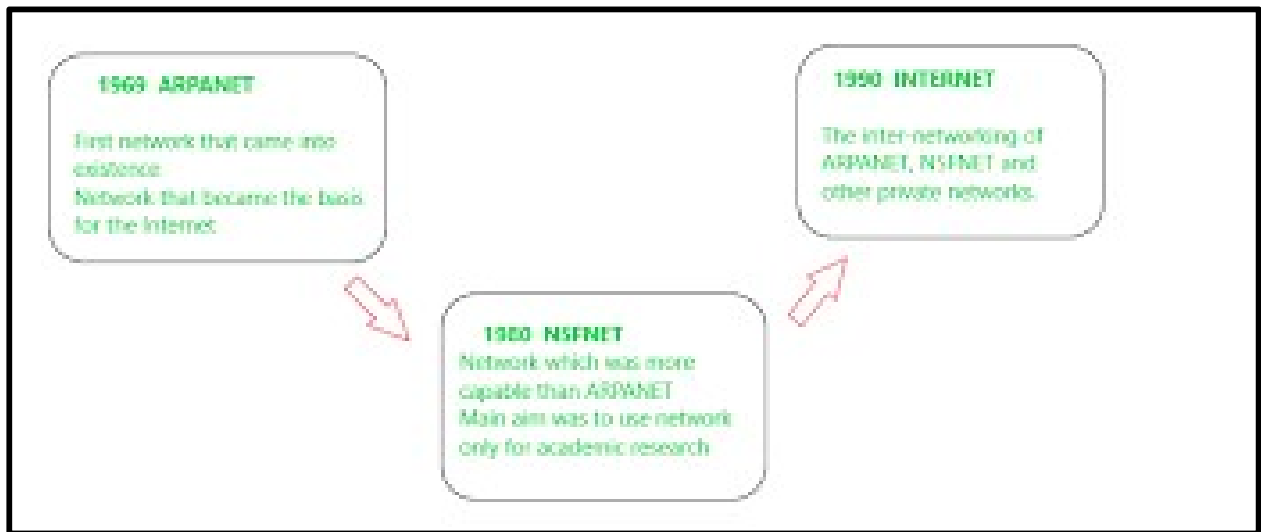 1969 ARPANET
First network that came into
existence
Network that became the basis
for the Internet
1980 NSFNET
Network which was more
capable than ARPANET
Main aim was to use network
only for academic research
1990 INTERNET
The inter-networking of
ARPANET, NSFNET and
other private networks.